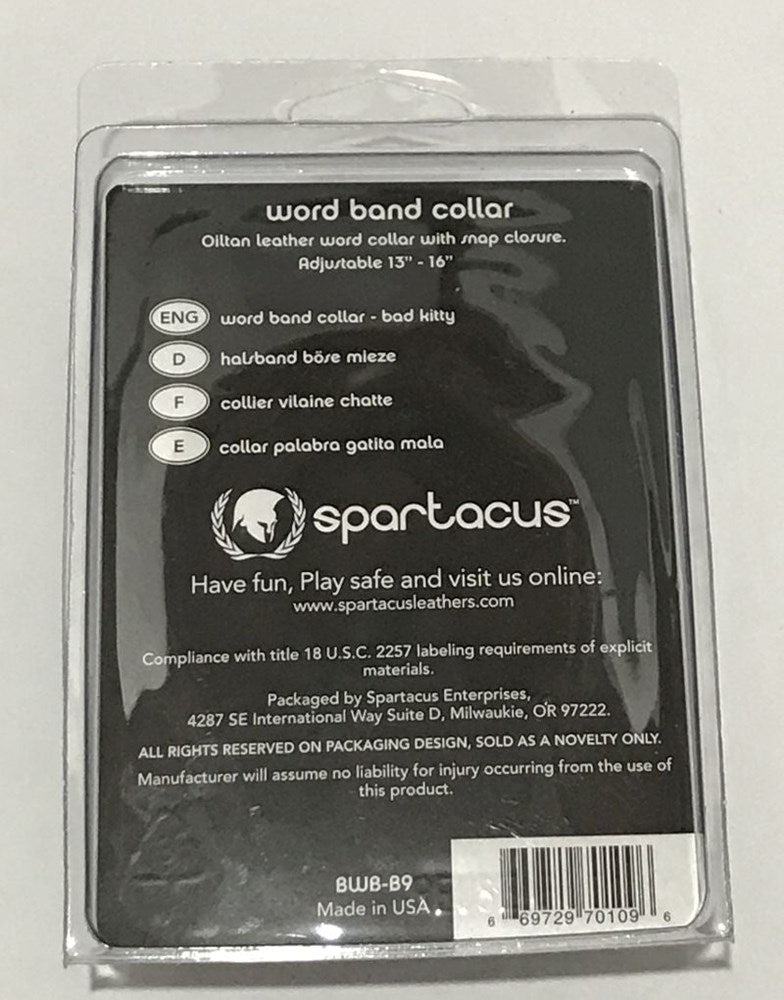 word band collar
Oiltan leather word collar with snap closure.
Adjustable 13" - 16"
ENG word band collar - bad kitty
D halsband böse mieze
F collier vilaine chatte
E collar palabra gatita mala
spartacus™
Have fun, Play safe and visit us online:
www.spartacusleathers.com
Compliance with title 18 U.S.C. 2257 labeling requirements of explicit
materials.
Packaged by Spartacus Enterprises,
4287 SE International Way Suite D, Milwaukie, OR 97222.
ALL RIGHTS RESERVED ON PACKAGING DESIGN, SOLD AS A NOVELTY ONLY.
Manufacturer will assume no liability for injury occurring from the use of
this product.
BWB-B9
Made in USA.
6 69729 70109 6